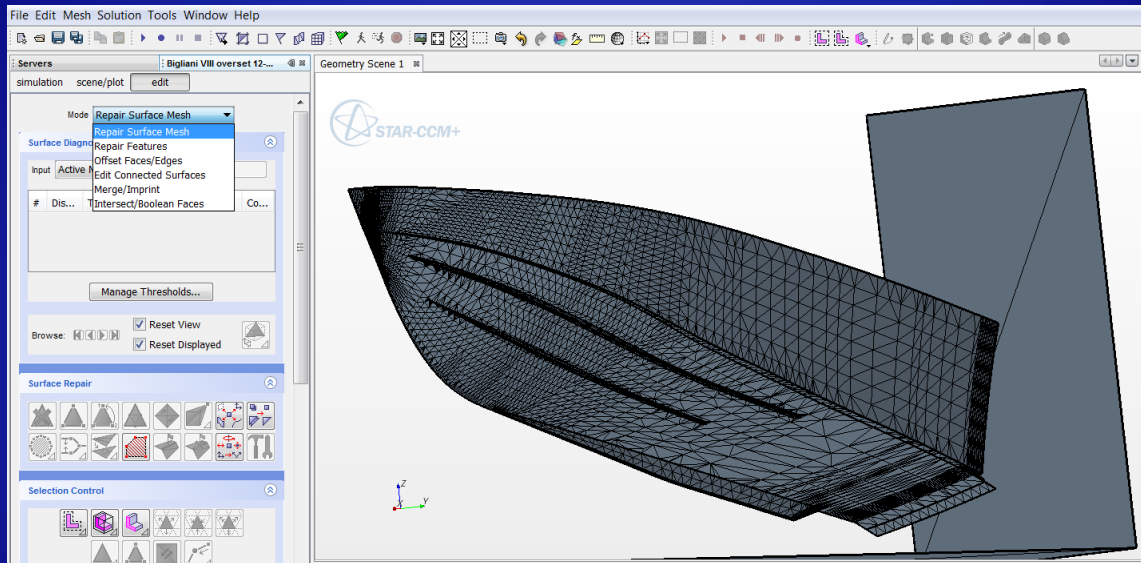 File Edit Mesh Solution Tools Window Help
Servers
Bigliani VIII overset 12-...
Geometry Scene 1
simulation scene/plot edit
Mode Repair Surface Mesh
Repair Surface Mesh
Repair Features
Offset Faces/Edges
Edit Connected Surfaces
Merge/Imprint
Intersect/Boolean Faces
Surface Diagno
Input Active M
# Dis... T Co...
Manage Thresholds...
Browse: Reset View
Reset Displayed
Surface Repair
Selection Control
STAR-CCM+
Z
X Y